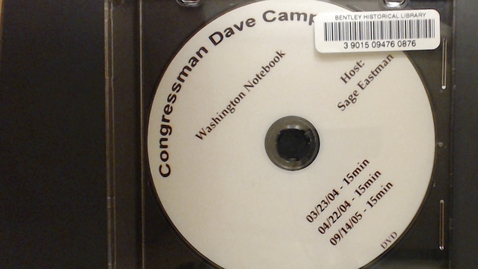 BENTLEY HISTORICAL LIBRARY
3 9015 09476 0876
Congressman Dave Camp
Washington Notebook
Host:
Sage Eastman
03/23/04 - 15min
04/22/04 - 15min
09/14/05 - 15min
DVD